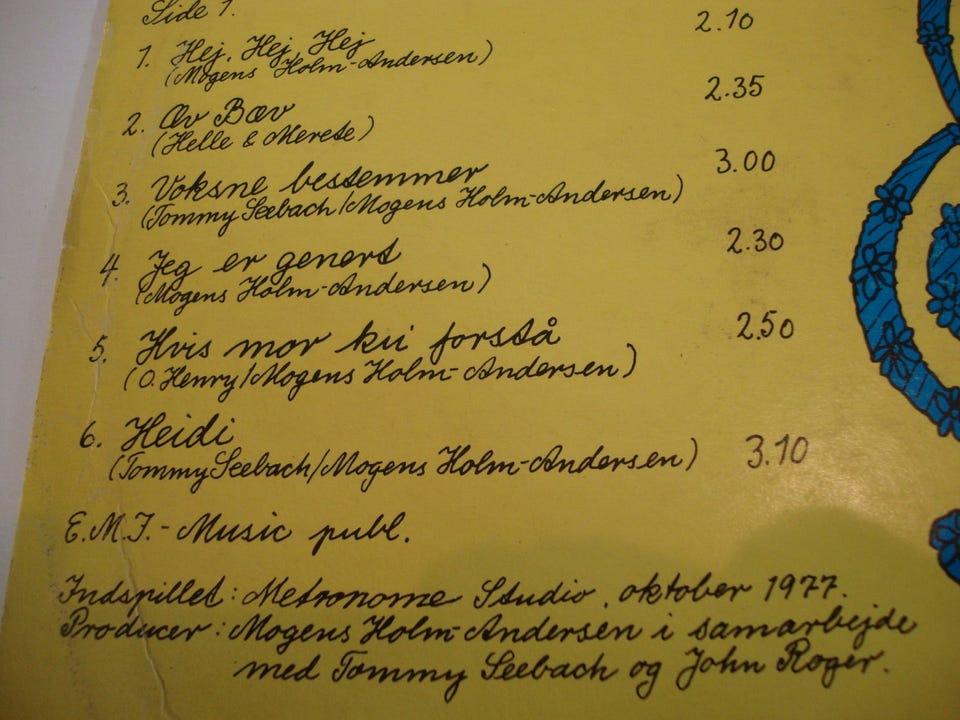 Side 1.
1. Hej, Hej, Hej 2.10
(Mogens Holm-Andersen)
2. Æv Bæv 2.35
(Helle & Merete)
3. Voksne bestemmer 3.00
(Tommy Seebach/Mogens Holm-Andersen)
4. Jeg er genert 2.30
(Mogens Holm-Andersen)
5. Hvis mor ku' forstå 2.50
(O. Henry/Mogens Holm-Andersen)
6. Heidi 3.10
(Tommy Seebach/Mogens Holm-Andersen)
E.M.I.- Music publ.
Indspillet: Metronome Studio, oktober 1977.
Producer: Mogens Holm-Andersen i samarbejde
med Tommy Seebach og John Roger.